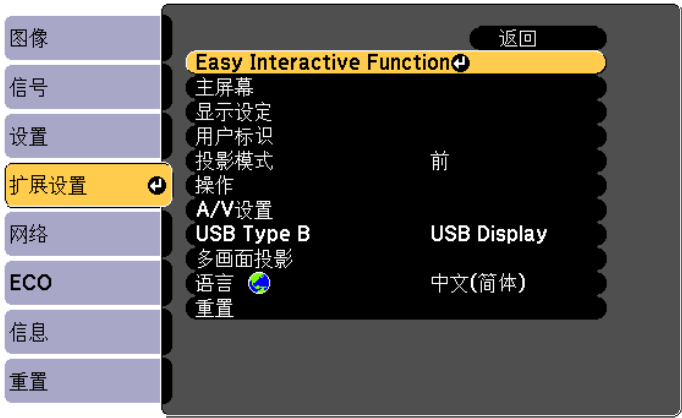 图像
信号
设置
扩展设置
网络
ECO
信息
重置
返回
Easy Interactive Function
主屏幕
显示设定
用户标识
投影模式 前
操作
A/V设置
USB Type B USB Display
多画面投影
语言 中文(简体)
重置